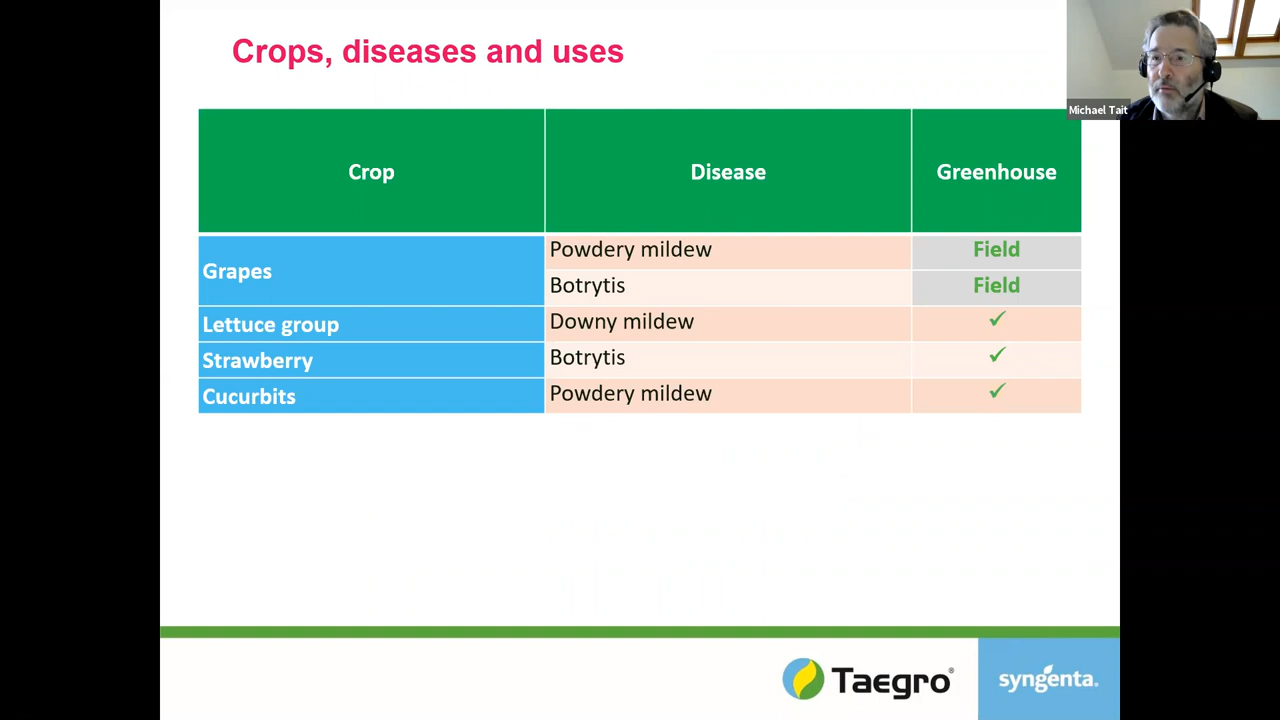 Crops, diseases and uses
Michael Tait
Crop Disease Greenhouse
Grapes Powdery mildew Field
Botrytis Field
Lettuce group Downy mildew ✓
Strawberry Botrytis ✓
Cucurbits Powdery mildew ✓
Taegro®
syngenta.